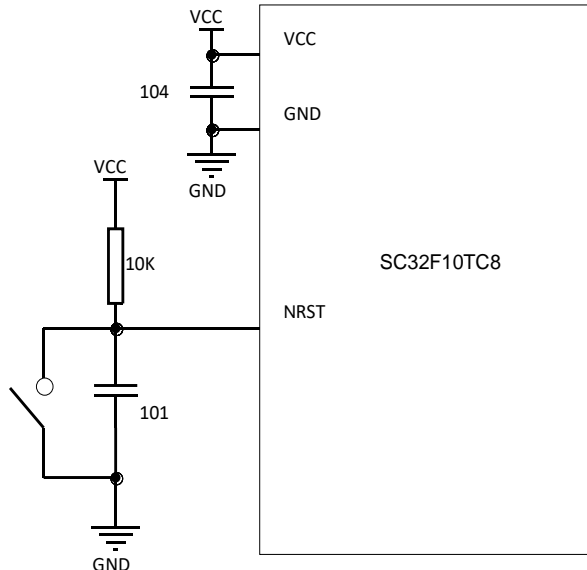 VCC
VCC
104
GND
GND
VCC
10K
SC32F10TC8
NRST
101
GND